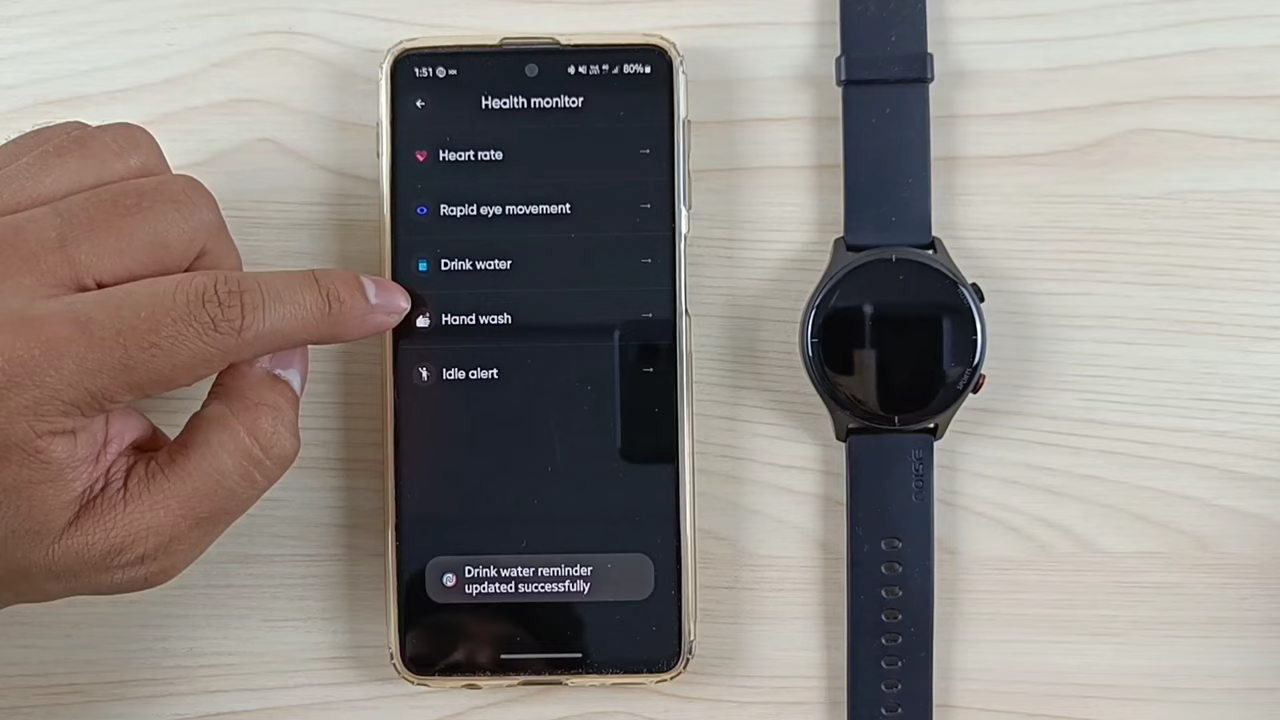 1:51
80%
Health monitor
Heart rate
Rapid eye movement
Drink water
Hand wash
Idle alert
Drink water reminder
updated successfully
SPORTS
NOISE